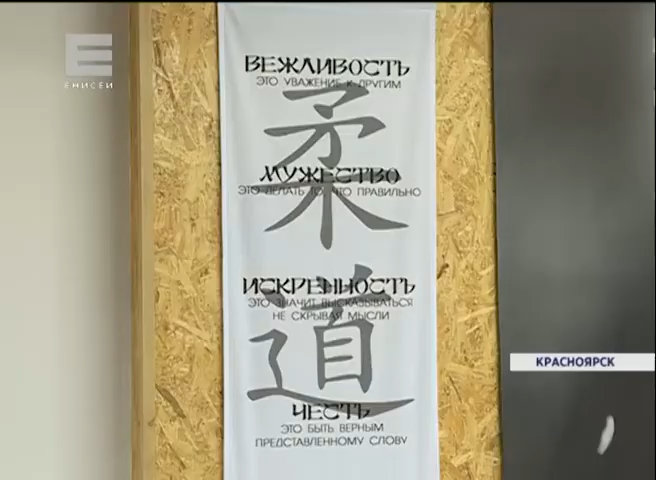 ЕНИСЕЙ
ВЕЖЛИВОСТЬ
ЭТО УВАЖЕНИЕ К ДРУГИМ
柔
МУЖЕСТВО
ЭТО ДЕЛАТЬ ТО, ЧТО ПРАВИЛЬНО
ИСКРЕННОСТЬ
ЭТО ЗНАЧИТ ВЫСКАЗЫВАТЬСЯ
НЕ СКРЫВАЯ МЫСЛИ
道
КРАСНОЯРСК
ЧЕСТЬ
ЭТО БЫТЬ ВЕРНЫМ
ПРЕДСТАВЛЕННОМУ СЛОВУ